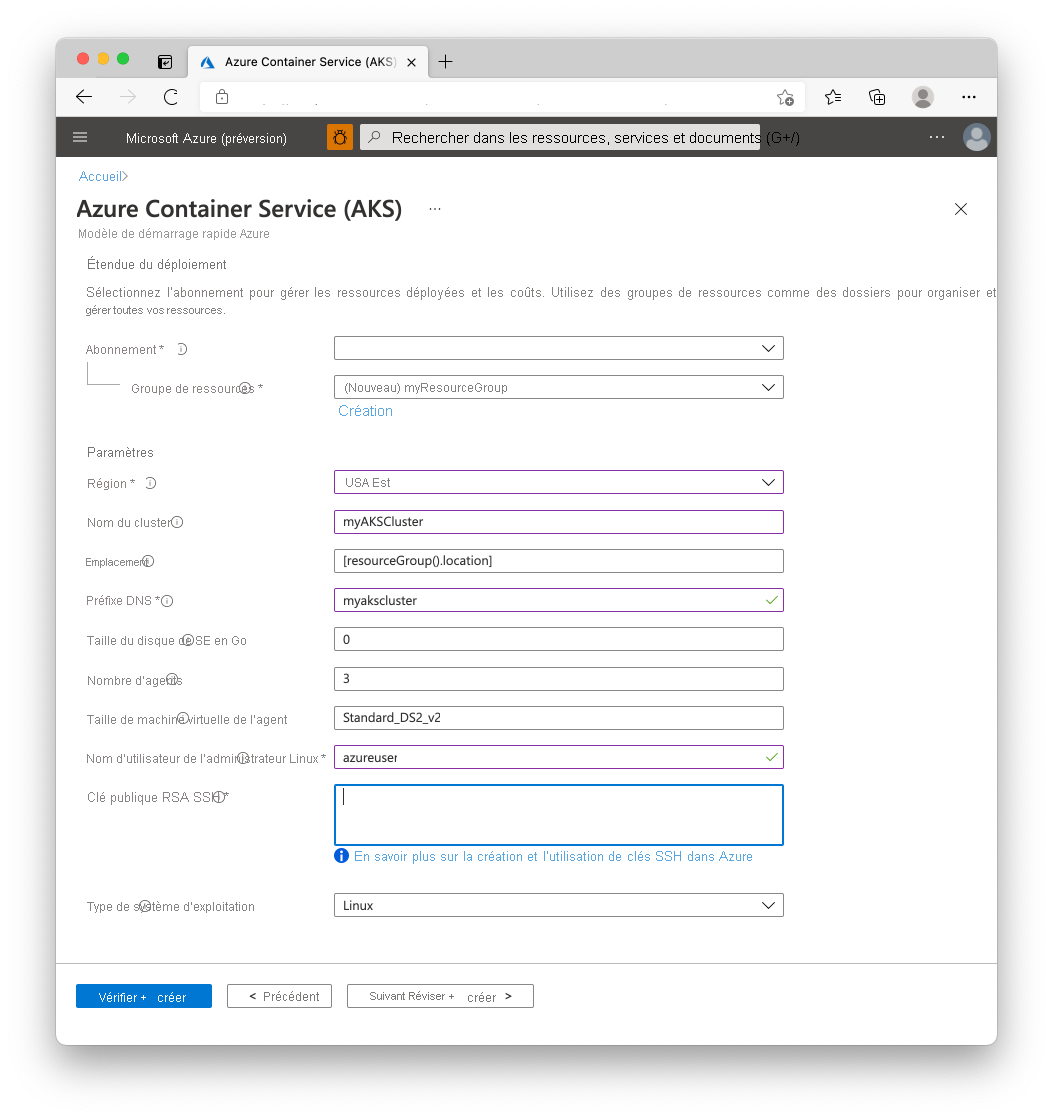 Azure Container Service (AKS)
Microsoft Azure (préversion)
Rechercher dans les ressources, services et documents (G+/)
Accueil>
Azure Container Service (AKS) ...
Modèle de démarrage rapide Azure
Étendue du déploiement
Sélectionnez l'abonnement pour gérer les ressources déployées et les coûts. Utilisez des groupes de ressources comme des dossiers pour organiser et
gérer toutes vos ressources.
Abonnement *
Groupe de ressources *
(Nouveau) myResourceGroup
Création
Paramètres
Région *
USA Est
Nom du cluster
myAKSCluster
Emplacement
[resourceGroup().location]
Préfixe DNS *
myakscluster
Taille du disque de SE en Go
0
Nombre d'agents
3
Taille de machine virtuelle de l'agent
Standard_DS2_v2
Nom d'utilisateur de l'administrateur Linux *
azureuser
Clé publique RSA SSH *
En savoir plus sur la création et l'utilisation de clés SSH dans Azure
Type de système d'exploitation
Linux
Vérifier + créer
< Précédent
Suivant Réviser + créer >